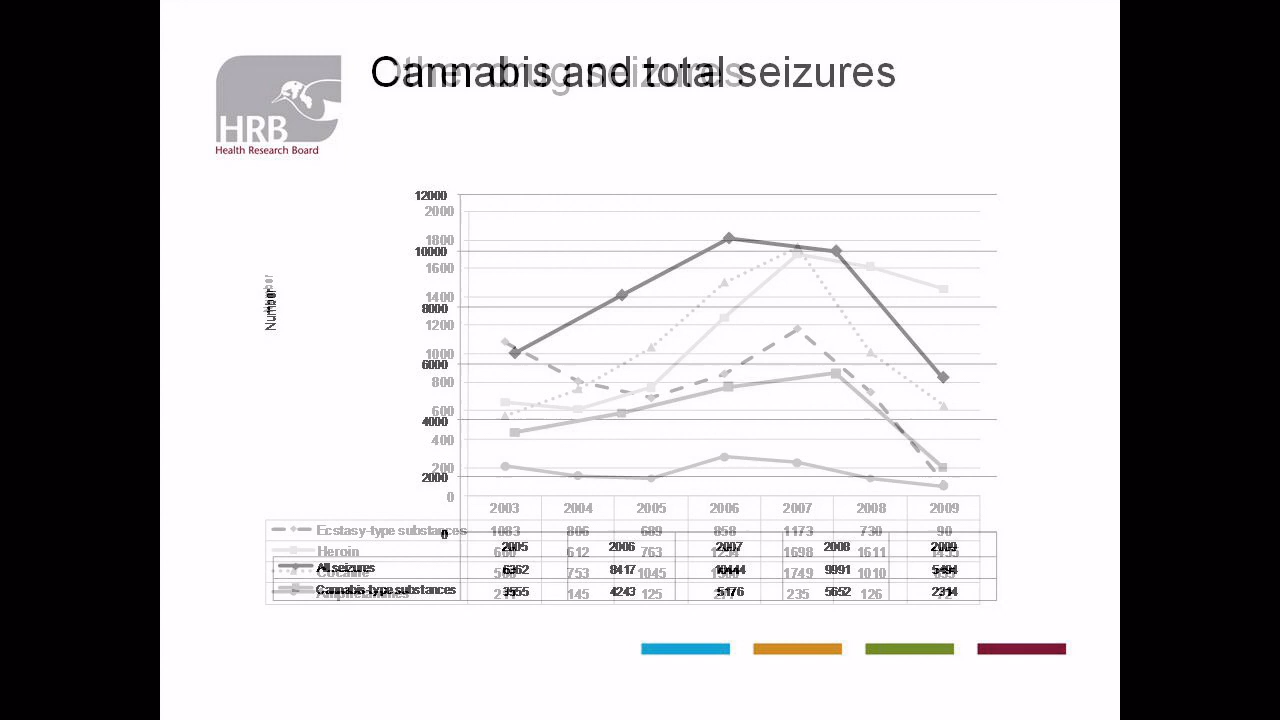 Cannabis and total seizures
drug seizures
HRB
Health Research Board
12000
2000
1800
10000
1600
1400
8000
1200
1000
6000
800
600
4000
400
200
2000
0
0
Number
2003 2004 2005 2006 2007 2008 2009
Ecstasy-type substances 1083 806 689 858 1173 730 90
2005 2006 2007 2008 2009
Heroin 612 763 1698 1611
All seizures 6362 8417 10444 9991 5494
753 1045 1749 1010
Cannabis-type substances 3555 4243 5176 5652 2314
145 125 235 126